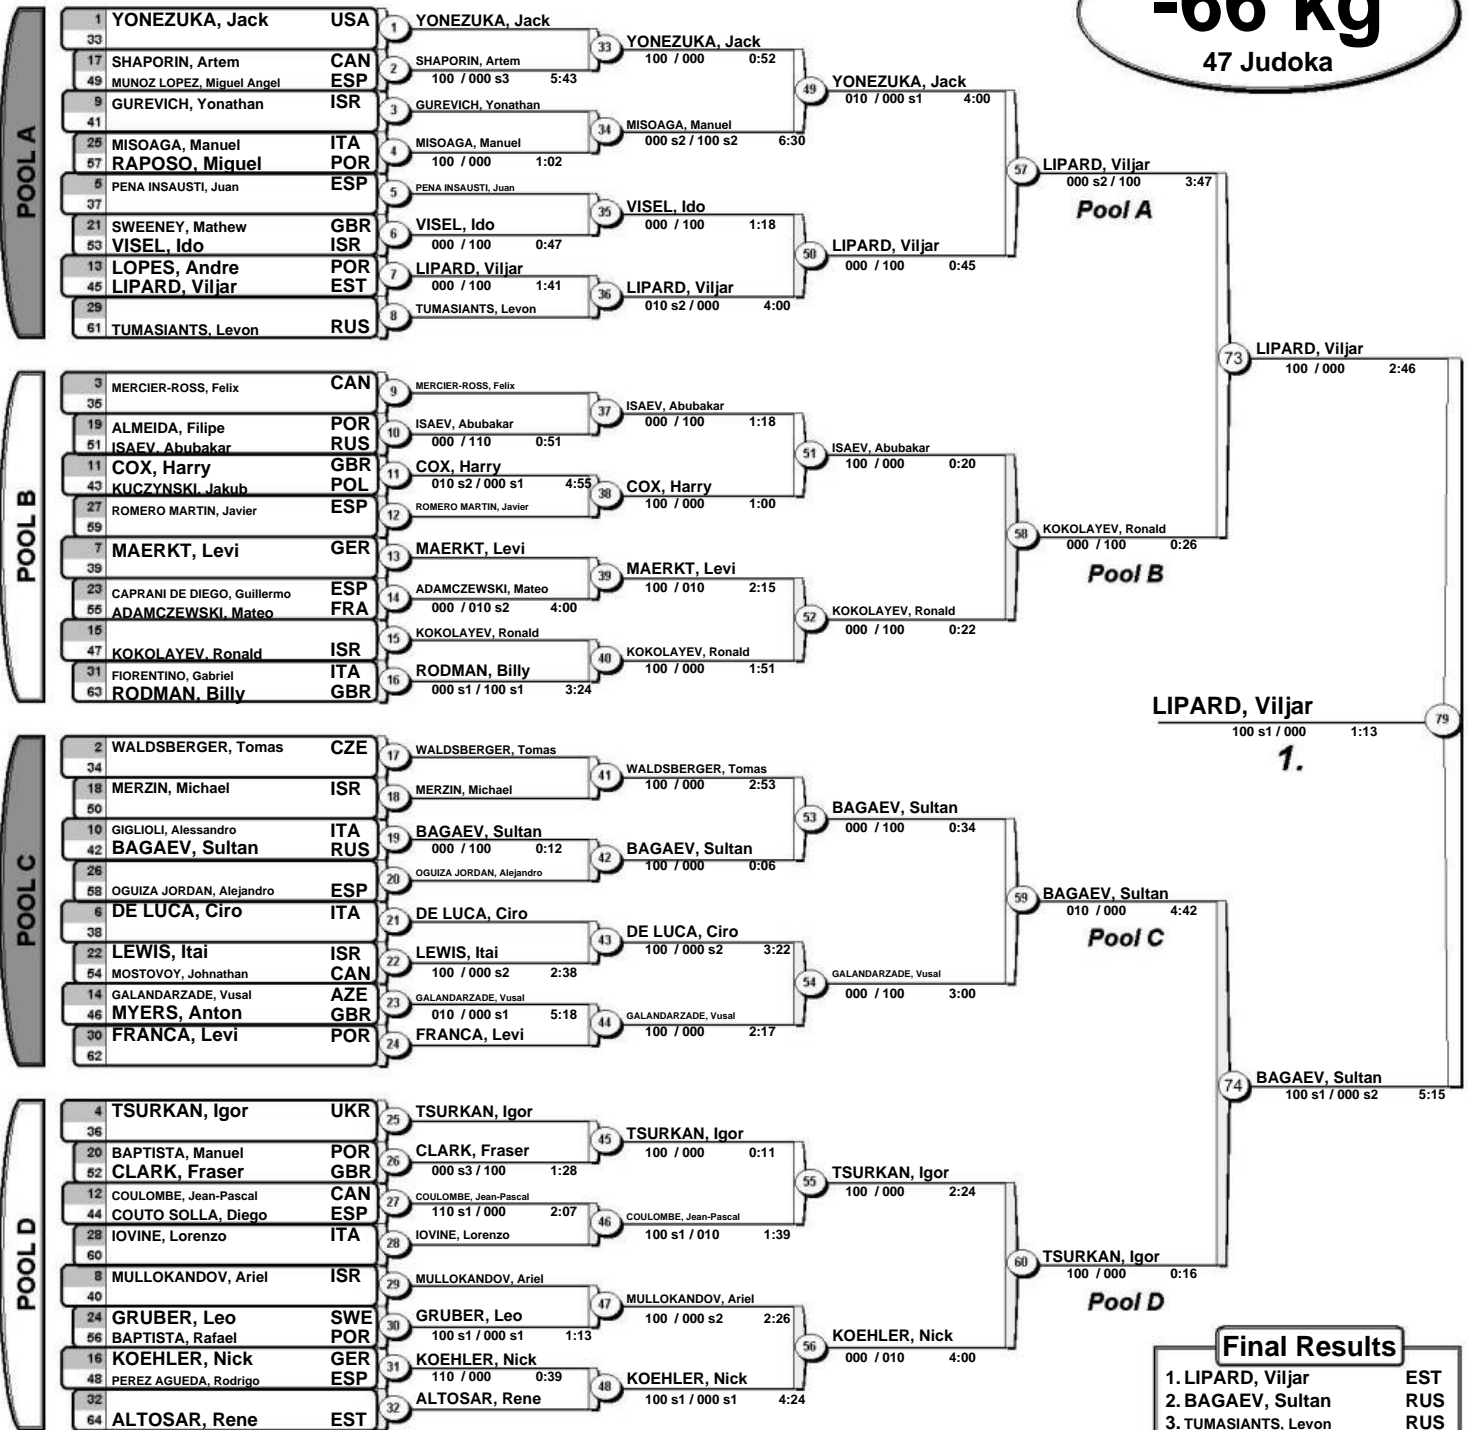 -66 kg
47 Judoka
POOL A
1 YONEZUKA, Jack USA
33
17 SHAPORIN, Artem CAN
49 MUNOZ LOPEZ, Miguel Angel ESP
9 GUREVICH, Yonathan ISR
41
25 MISOAGA, Manuel ITA
57 RAPOSO, Miguel POR
5 PENA INSAUSTI, Juan ESP
37
21 SWEENEY, Mathew GBR
53 VISEL, Ido ISR
13 LOPES, Andre POR
45 LIPARD, Viljar EST
29
61 TUMASIANTS, Levon RUS
1 YONEZUKA, Jack
2 SHAPORIN, Artem
100 / 000 s3 5:43
3 GUREVICH, Yonathan
4 MISOAGA, Manuel
100 / 000 1:02
5 PENA INSAUSTI, Juan
6 VISEL, Ido
000 / 100 0:47
7 LIPARD, Viljar
000 / 100 1:41
8 TUMASIANTS, Levon
33 YONEZUKA, Jack
100 / 000 0:52
34 MISOAGA, Manuel
000 s2 / 100 s2 6:30
35 VISEL, Ido
000 / 100 1:18
36 LIPARD, Viljar
010 s2 / 000 4:00
49 YONEZUKA, Jack
010 / 000 s1 4:00
50 LIPARD, Viljar
000 / 100 0:45
57 LIPARD, Viljar
000 s2 / 100 3:47
Pool A
POOL B
3 MERCIER-ROSS, Felix CAN
35
19 ALMEIDA, Filipe POR
51 ISAEV, Abubakar RUS
11 COX, Harry GBR
43 KUCZYNSKI, Jakub POL
27 ROMERO MARTIN, Javier ESP
59
7 MAERKT, Levi GER
39
23 CAPRANI DE DIEGO, Guillermo ESP
55 ADAMCZEWSKI, Mateo FRA
15
47 KOKOLAYEV, Ronald ISR
31 FIORENTINO, Gabriel ITA
63 RODMAN, Billy GBR
9 MERCIER-ROSS, Felix
10 ISAEV, Abubakar
000 / 110 0:51
11 COX, Harry
010 s2 / 000 s1 4:55
12 ROMERO MARTIN, Javier
13 MAERKT, Levi
14 ADAMCZEWSKI, Mateo
000 / 010 s2 4:00
15 KOKOLAYEV, Ronald
16 RODMAN, Billy
000 s1 / 100 s1 3:24
37 ISAEV, Abubakar
000 / 100 1:18
38 COX, Harry
100 / 000 1:00
39 MAERKT, Levi
100 / 010 2:15
40 KOKOLAYEV, Ronald
100 / 000 1:51
51 ISAEV, Abubakar
100 / 000 0:20
52 KOKOLAYEV, Ronald
000 / 100 0:22
58 KOKOLAYEV, Ronald
000 / 100 0:26
Pool B
73 LIPARD, Viljar
100 / 000 2:46
LIPARD, Viljar 79
100 s1 / 000 1:13
1.
POOL C
2 WALDSBERGER, Tomas CZE
34
18 MERZIN, Michael ISR
50
10 GIGLIOLI, Alessandro ITA
42 BAGAEV, Sultan RUS
26
58 OGUIZA JORDAN, Alejandro ESP
6 DE LUCA, Ciro ITA
38
22 LEWIS, Itai ISR
54 MOSTOVOY, Johnathan CAN
14 GALANDARZADE, Vusal AZE
46 MYERS, Anton GBR
30 FRANCA, Levi POR
62
17 WALDSBERGER, Tomas
18 MERZIN, Michael
19 BAGAEV, Sultan
000 / 100 0:12
20 OGUIZA JORDAN, Alejandro
21 DE LUCA, Ciro
22 LEWIS, Itai
100 / 000 s2 2:38
23 GALANDARZADE, Vusal
010 / 000 s1 5:18
24 FRANCA, Levi
41 WALDSBERGER, Tomas
100 / 000 2:53
42 BAGAEV, Sultan
100 / 000 0:06
43 DE LUCA, Ciro
100 / 000 s2 3:22
44 GALANDARZADE, Vusal
100 / 000 2:17
53 BAGAEV, Sultan
000 / 100 0:34
54 GALANDARZADE, Vusal
000 / 100 3:00
59 BAGAEV, Sultan
010 / 000 4:42
Pool C
POOL D
4 TSURKAN, Igor UKR
36
20 BAPTISTA, Manuel POR
52 CLARK, Fraser GBR
12 COULOMBE, Jean-Pascal CAN
44 COUTO SOLLA, Diego ESP
28 IOVINE, Lorenzo ITA
60
8 MULLOKANDOV, Ariel ISR
40
24 GRUBER, Leo SWE
56 BAPTISTA, Rafael POR
16 KOEHLER, Nick GER
48 PEREZ AGUEDA, Rodrigo ESP
32
64 ALTOSAR, Rene EST
25 TSURKAN, Igor
26 CLARK, Fraser
000 s3 / 100 1:28
27 COULOMBE, Jean-Pascal
110 s1 / 000 2:07
28 IOVINE, Lorenzo
29 MULLOKANDOV, Ariel
30 GRUBER, Leo
100 s1 / 000 s1 1:13
31 KOEHLER, Nick
110 / 000 0:39
32 ALTOSAR, Rene
45 TSURKAN, Igor
100 / 000 0:11
46 COULOMBE, Jean-Pascal
100 s1 / 010 1:39
47 MULLOKANDOV, Ariel
100 / 000 s2 2:26
48 KOEHLER, Nick
100 s1 / 000 s1 4:24
55 TSURKAN, Igor
100 / 000 2:24
56 KOEHLER, Nick
000 / 010 4:00
60 TSURKAN, Igor
100 / 000 0:16
Pool D
74 BAGAEV, Sultan
100 s1 / 000 s2 5:15
Final Results
1. LIPARD, Viljar EST
2. BAGAEV, Sultan RUS
3. TUMASIANTS, Levon RUS